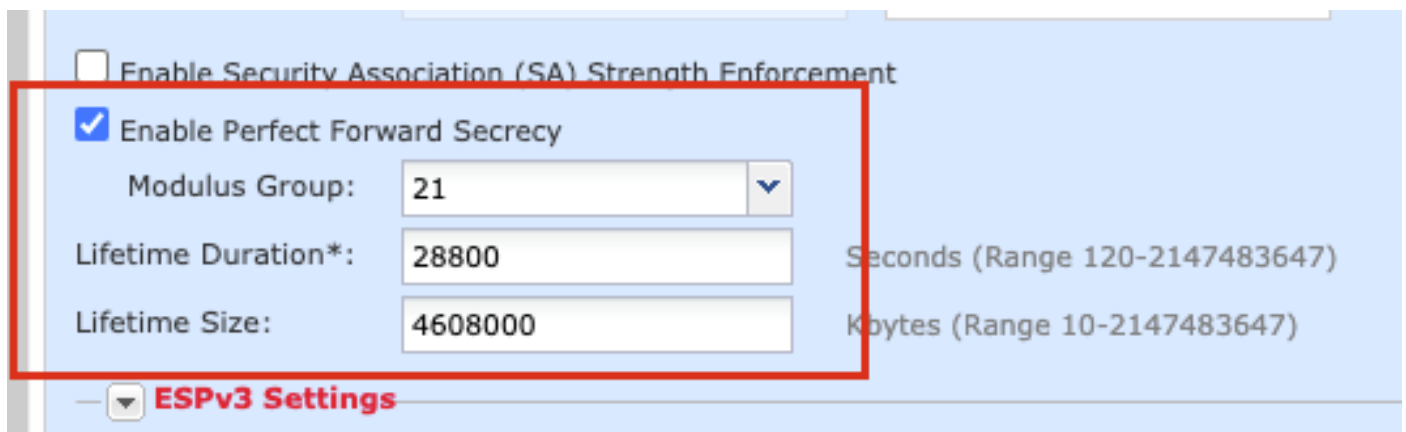 Enable Security Association (SA) Strength Enforcement
Enable Perfect Forward Secrecy
Modulus Group: 21
Lifetime Duration*: 28800 Seconds (Range 120-2147483647)
Lifetime Size: 4608000 Kbytes (Range 10-2147483647)
ESPv3 Settings